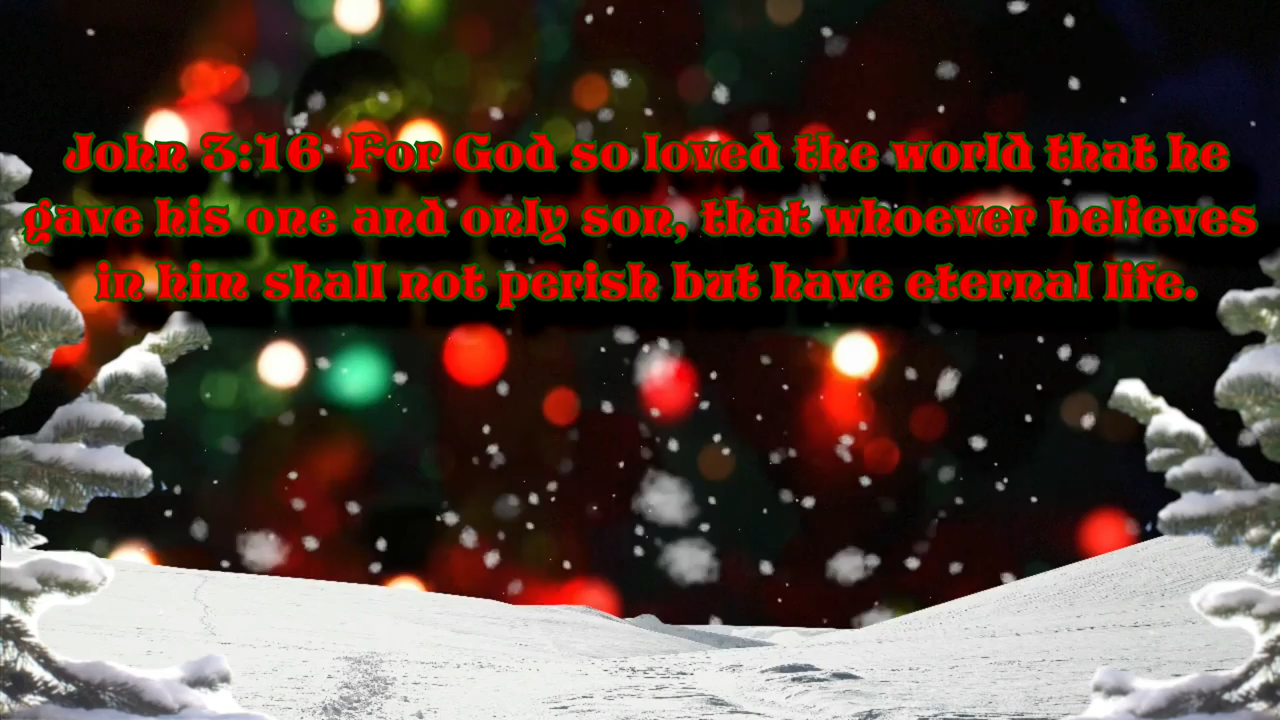 John 3:16  For God so loved the world that he
gave his one and only son, that whoever believes
in him shall not perish but have eternal life.